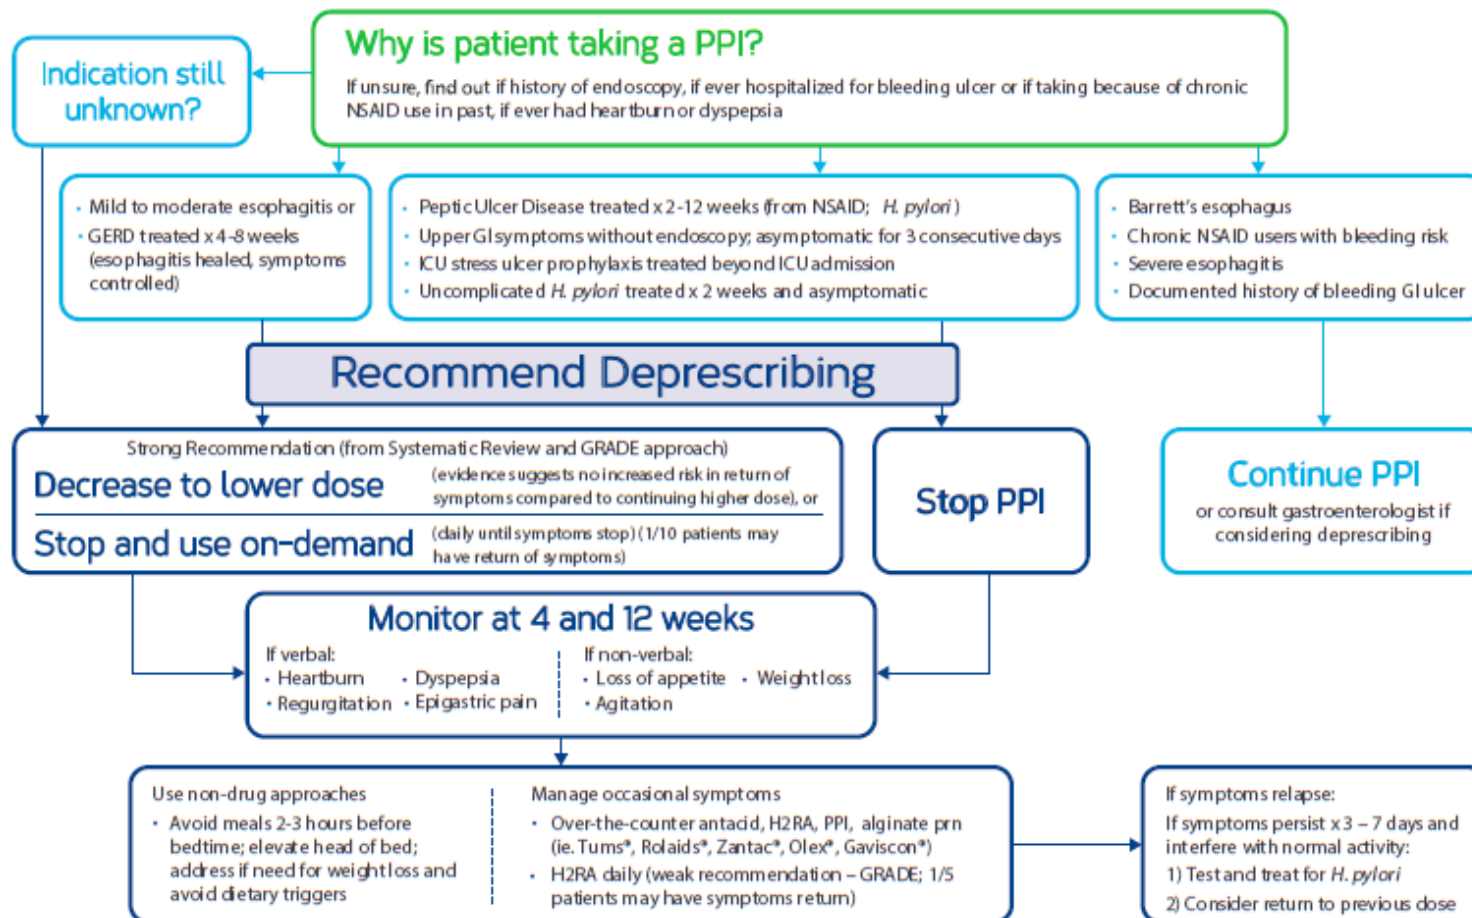 Why is patient taking a PPI?
If unsure, find out if history of endoscopy, if ever hospitalized for bleeding ulcer or if taking because of chronic
NSAID use in past, if ever had heartburn or dyspepsia
Indication still
unknown?
• Mild to moderate esophagitis or
• GERD treated x 4-8 weeks
(esophagitis healed, symptoms
controlled)
• Peptic Ulcer Disease treated x 2-12 weeks (from NSAID; H. pylori)
• Upper GI symptoms without endoscopy; asymptomatic for 3 consecutive days
• ICU stress ulcer prophylaxis treated beyond ICU admission
• Uncomplicated H. pylori treated x 2 weeks and asymptomatic
• Barrett's esophagus
• Chronic NSAID users with bleeding risk
• Severe esophagitis
• Documented history of bleeding GI ulcer
Recommend Deprescribing
Strong Recommendation (from Systematic Review and GRADE approach)
Decrease to lower dose
(evidence suggests no increased risk in return of
symptoms compared to continuing higher dose), or
Stop and use on-demand
(daily until symptoms stop) (1/10 patients may
have return of symptoms)
Stop PPI
Continue PPI
or consult gastroenterologist if
considering deprescribing
Monitor at 4 and 12 weeks
If verbal:
• Heartburn • Dyspepsia
• Regurgitation • Epigastric pain
If non-verbal:
• Loss of appetite • Weight loss
• Agitation
Use non-drug approaches
• Avoid meals 2-3 hours before
bedtime; elevate head of bed;
address if need for weight loss and
avoid dietary triggers
Manage occasional symptoms
• Over-the-counter antacid, H2RA, PPI, alginate prn
(ie. Tums®, Rolaids®, Zantac®, Olex®, Gaviscon®)
• H2RA daily (weak recommendation – GRADE; 1/5
patients may have symptoms return)
If symptoms relapse:
If symptoms persist x 3 – 7 days and
interfere with normal activity:
1) Test and treat for H. pylori
2) Consider return to previous dose